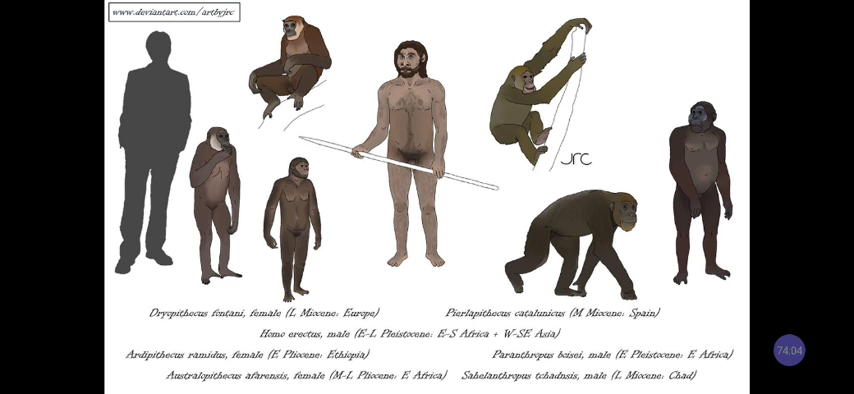 www.deviantart.com/artbyjrc
JrC
Dryopithecus fontani, female (L Miocene: Europe)
Pierlapithecus catalunicus (M Miocene: Spain)
Homo erectus, male (E-L Pleistocene: E-S Africa + W-SE Asia)
Ardipithecus ramidus, female (E Pliocene: Ethiopia)
Paranthropus boisei, male (E Pleistocene: E Africa)
Australopithecus afarensis, female (M-L Pliocene: E Africa)
Sahelanthropus tchadnsis, male (L Miocene: Chad)
74:04